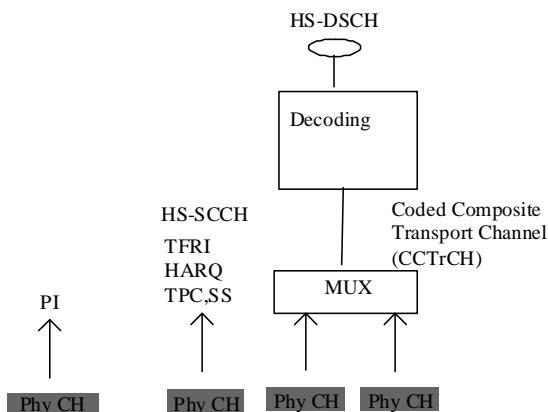 HS-DSCH
Decoding
HS-SCCH
TFRI
HARQ
TPC,SS
Coded Composite
Transport Channel
(CCTrCH)
MUX
PI
Phy CH
Phy CH
Phy CH
Phy CH